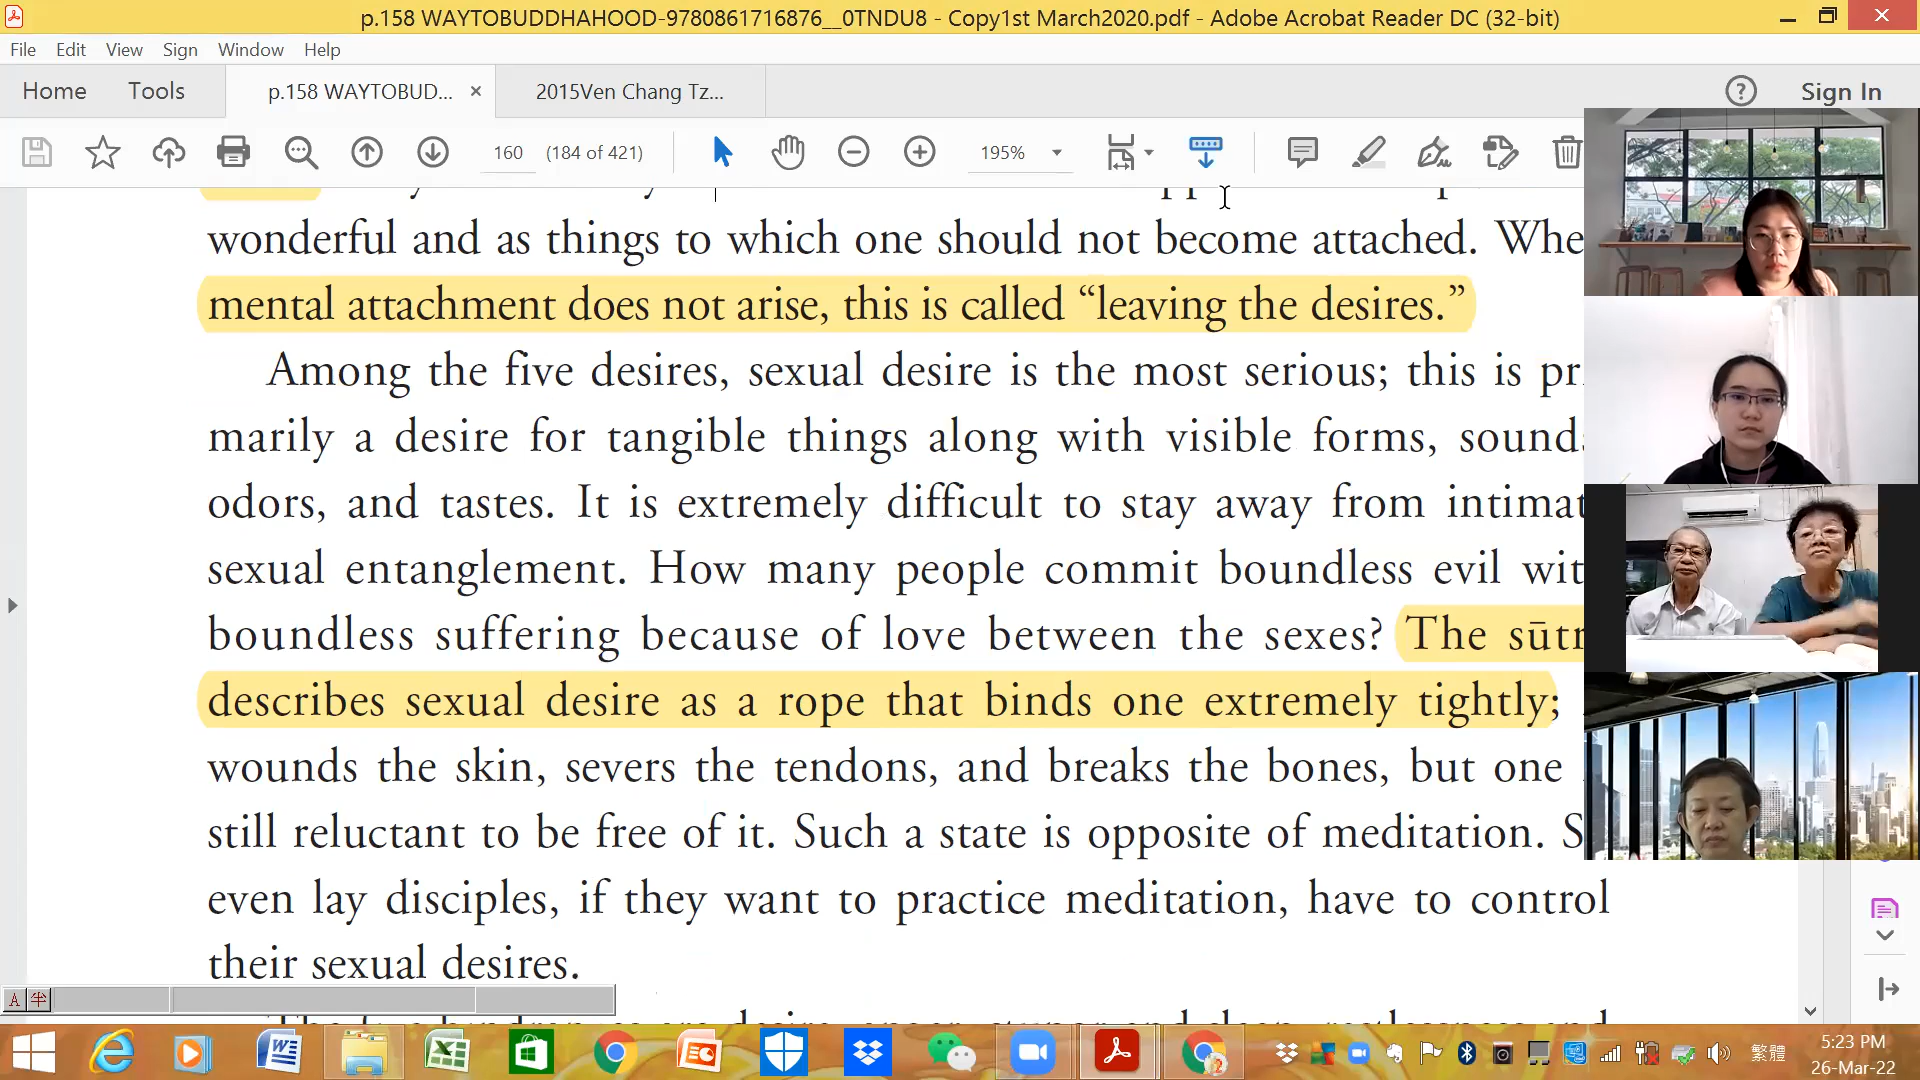 p.158 WAYTOBUDDHAHOOD-9780861716876__0TNDU8 - Copy1st March2020.pdf - Adobe Acrobat Reader DC (32-bit)
File Edit View Sign Window Help
Home Tools p.158 WAYTOBUD... × 2015Ven Chang Tz... Sign In
160 (184 of 421) 195%
wonderful and as things to which one should not become attached. Whe
mental attachment does not arise, this is called “leaving the desires.”
Among the five desires, sexual desire is the most serious; this is pri
marily a desire for tangible things along with visible forms, sounds
odors, and tastes. It is extremely difficult to stay away from intimat
sexual entanglement. How many people commit boundless evil wit
boundless suffering because of love between the sexes? The sūtr
describes sexual desire as a rope that binds one extremely tightly;
wounds the skin, severs the tendons, and breaks the bones, but one
still reluctant to be free of it. Such a state is opposite of meditation. S
even lay disciples, if they want to practice meditation, have to control
their sexual desires.
A 半
繁體
5:23 PM
26-Mar-22